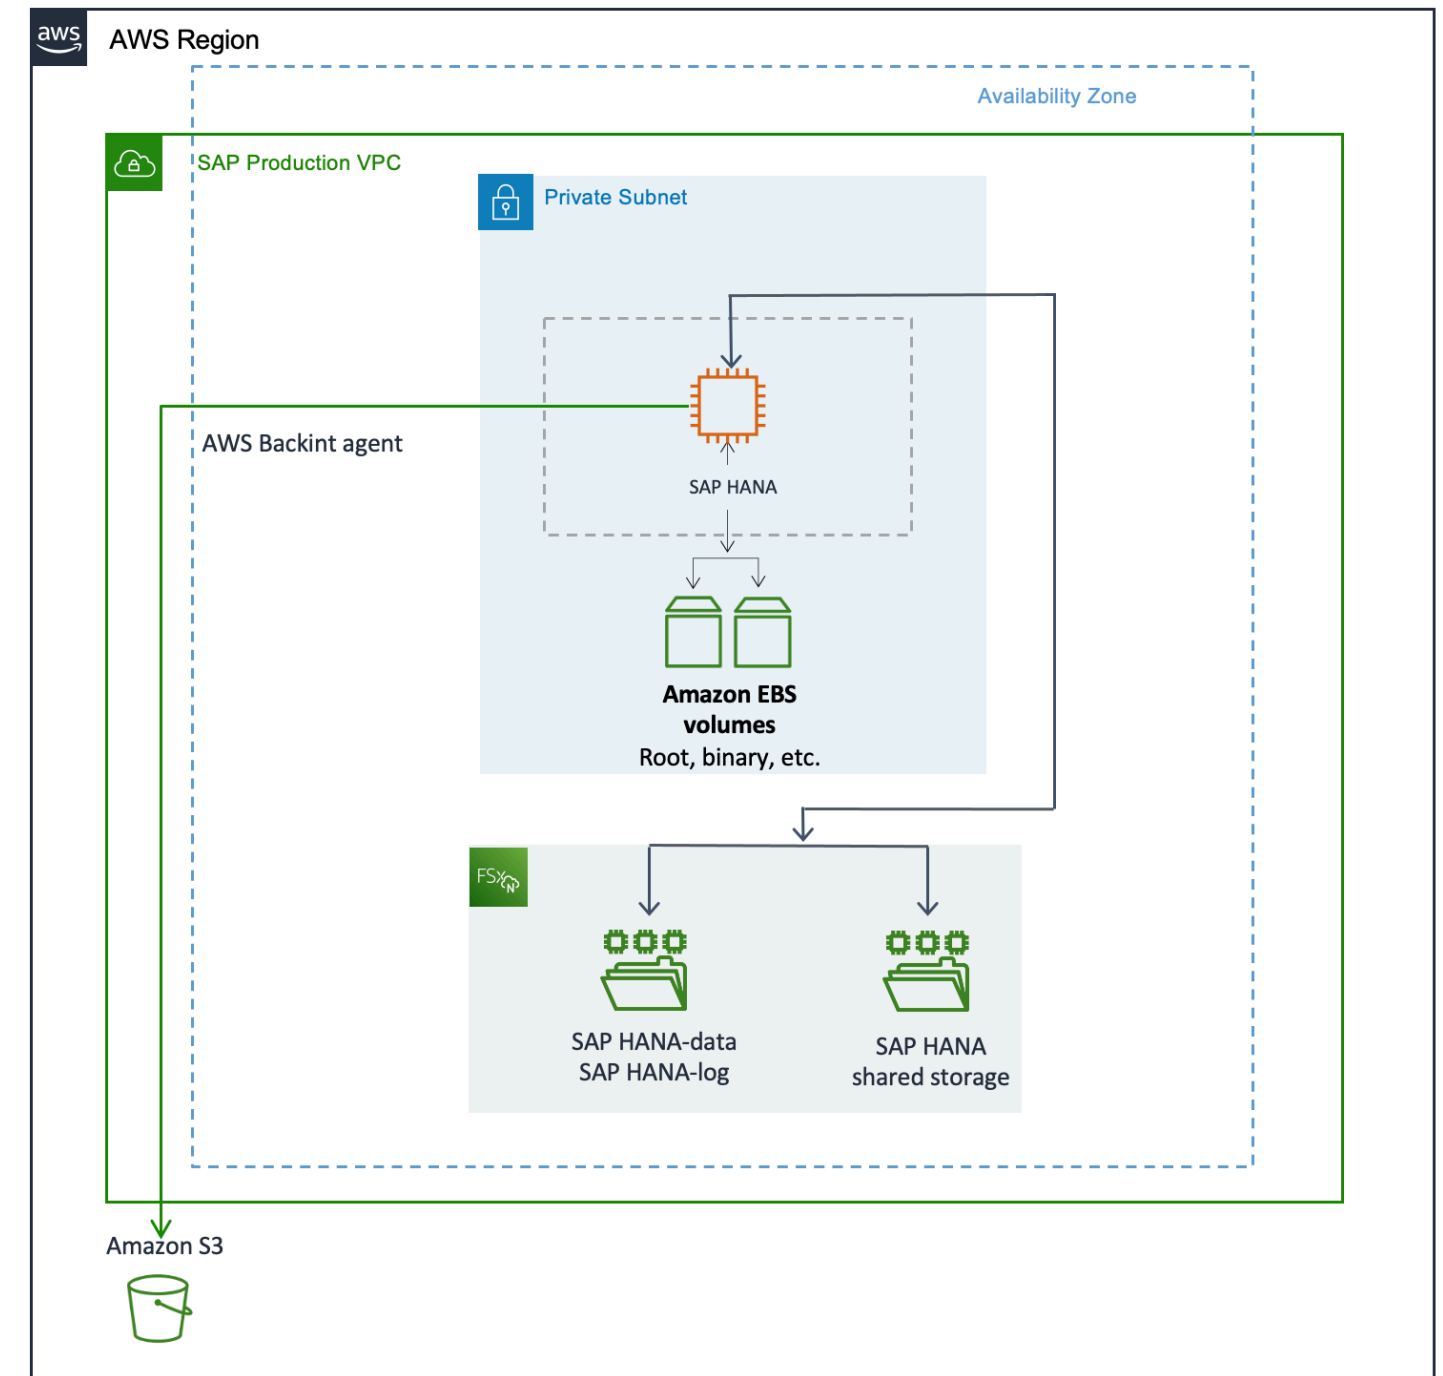 aws
AWS Region
Availability Zone
SAP Production VPC
Private Subnet
AWS Backint agent
SAP HANA
Amazon EBS
volumes
Root, binary, etc.
FSx
N
SAP HANA-data
SAP HANA-log
SAP HANA
shared storage
Amazon S3